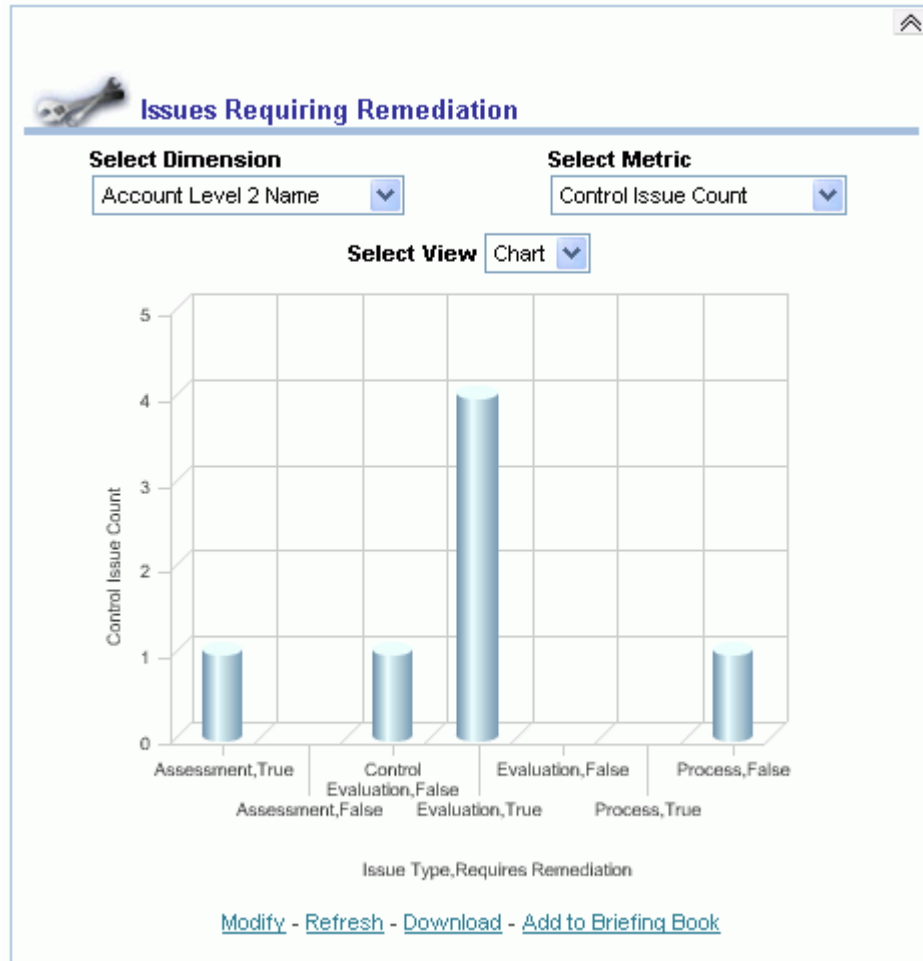 Issues Requiring Remediation
Select Dimension Select Metric
Account Level 2 Name Control Issue Count
Select View Chart
5
4
3
2
1
0
Control Issue Count
Assessment,True Control Evaluation,False Process,False
Evaluation,False
Assessment,False Evaluation,True Process,True
Issue Type,Requires Remediation
Modify - Refresh - Download - Add to Briefing Book